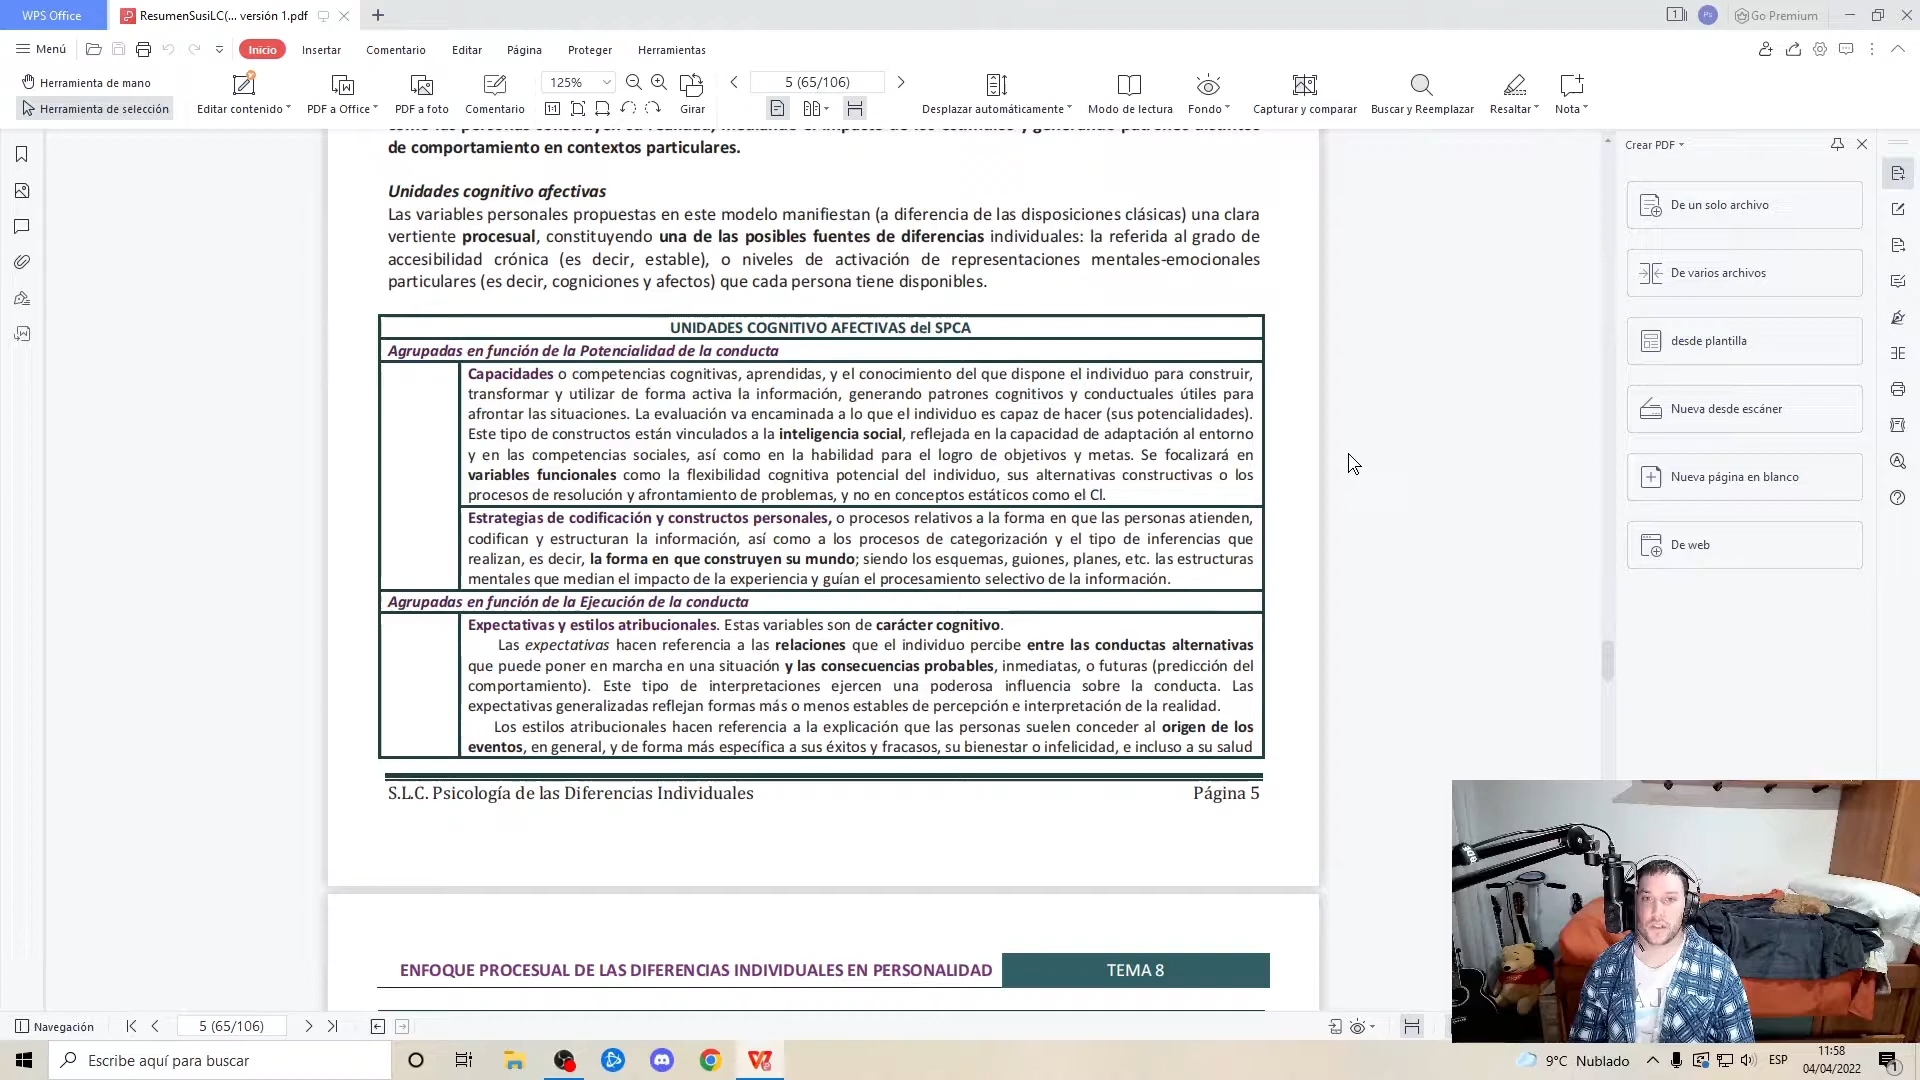 WPS Office
ResumenSusiLC(... versión 1.pdf
1
Go Premium
Menú
Inicio
Insertar
Comentario
Editar
Página
Proteger
Herramientas
Herramienta de mano
Herramienta de selección
Editar contenido
PDF a Office
PDF a foto
Comentario
125%
Girar
5 (65/106)
Desplazar automáticamente
Modo de lectura
Fondo
Capturar y comparar
Buscar y Reemplazar
Resaltar
Nota
de comportamiento en contextos particulares.
Unidades cognitivo afectivas
Las variables personales propuestas en este modelo manifiestan (a diferencia de las disposiciones clásicas) una clara
vertiente procesual, constituyendo una de las posibles fuentes de diferencias individuales: la referida al grado de
accesibilidad crónica (es decir, estable), o niveles de activación de representaciones mentales-emocionales
particulares (es decir, cogniciones y afectos) que cada persona tiene disponibles.
UNIDADES COGNITIVO AFECTIVAS del SPCA
Agrupadas en función de la Potencialidad de la conducta
Capacidades o competencias cognitivas, aprendidas, y el conocimiento del que dispone el individuo para construir,
transformar y utilizar de forma activa la información, generando patrones cognitivos y conductuales útiles para
afrontar las situaciones. La evaluación va encaminada a lo que el individuo es capaz de hacer (sus potencialidades).
Este tipo de constructos están vinculados a la inteligencia social, reflejada en la capacidad de adaptación al entorno
y en las competencias sociales, así como en la habilidad para el logro de objetivos y metas. Se focalizará en
variables funcionales como la flexibilidad cognitiva potencial del individuo, sus alternativas constructivas o los
procesos de resolución y afrontamiento de problemas, y no en conceptos estáticos como el CI.
Estrategias de codificación y constructos personales, o procesos relativos a la forma en que las personas atienden,
codifican y estructuran la información, así como a los procesos de categorización y el tipo de inferencias que
realizan, es decir, la forma en que construyen su mundo; siendo los esquemas, guiones, planes, etc. las estructuras
mentales que median el impacto de la experiencia y guían el procesamiento selectivo de la información.
Agrupadas en función de la Ejecución de la conducta
Expectativas y estilos atribucionales. Estas variables son de carácter cognitivo.
Las expectativas hacen referencia a las relaciones que el individuo percibe entre las conductas alternativas
que puede poner en marcha en una situación y las consecuencias probables, inmediatas, o futuras (predicción del
comportamiento). Este tipo de interpretaciones ejercen una poderosa influencia sobre la conducta. Las
expectativas generalizadas reflejan formas más o menos estables de percepción e interpretación de la realidad.
Los estilos atribucionales hacen referencia a la explicación que las personas suelen conceder al origen de los
eventos, en general, y de forma más específica a sus éxitos y fracasos, su bienestar o infelicidad, e incluso a su salud
S.L.C. Psicología de las Diferencias Individuales
Página 5
ENFOQUE PROCESUAL DE LAS DIFERENCIAS INDIVIDUALES EN PERSONALIDAD
TEMA 8
Crear PDF
De un solo archivo
De varios archivos
desde plantilla
Nueva desde escáner
Nueva página en blanco
De web
Navegación
5 (65/106)
Escribe aquí para buscar
9°C Nublado
ESP
11:58
04/04/2022
1